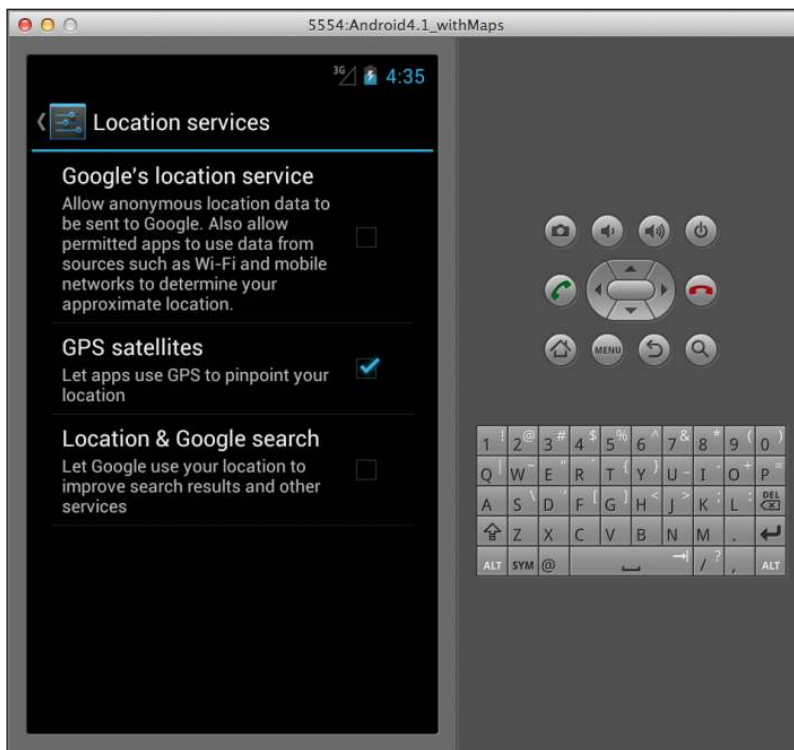 5554:Android4.1_withMaps
3G 4:35
Location services
Google's location service
Allow anonymous location data to
be sent to Google. Also allow
permitted apps to use data from
sources such as Wi-Fi and mobile
networks to determine your
approximate location.
GPS satellites
Let apps use GPS to pinpoint your
location
Location & Google search
Let Google use your location to
improve search results and other
services
MENU
1 ! 2 @ 3 # 4 $ 5 % 6 ^ 7 & 8 * 9 ( 0 )
Q | W ~ E " R ` T { Y } U _ I - O + P =
A S \ D ' F [ G ] H < J > K ; L : DEL
Z X C V B N M .
ALT SYM @ / ? , ALT